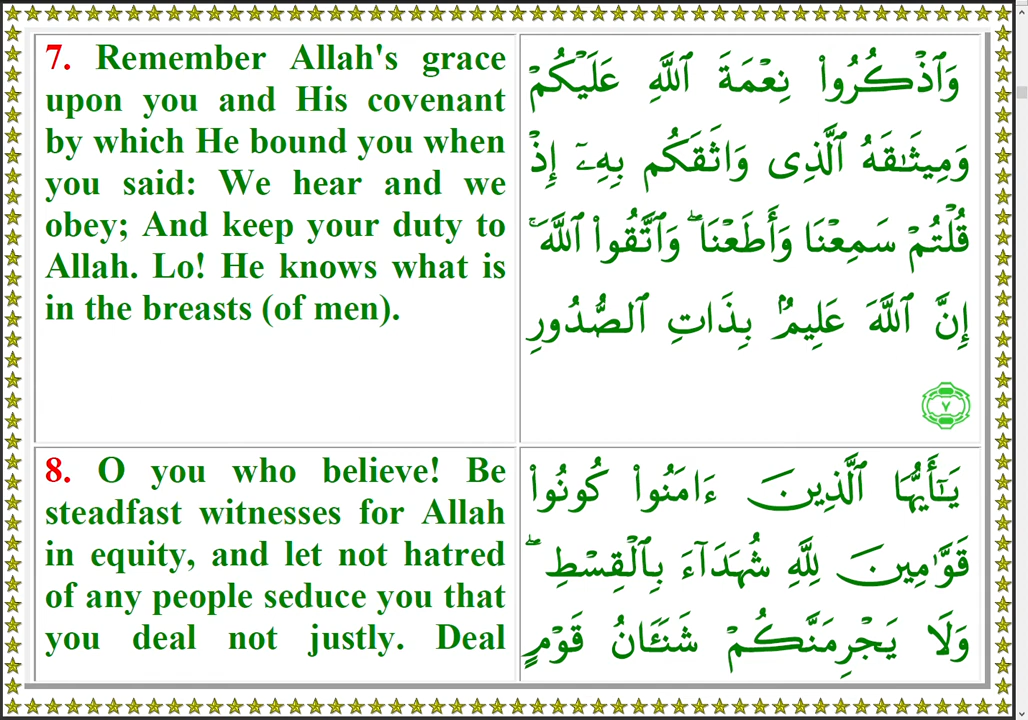 7. Remember Allah's grace
upon you and His covenant
by which He bound you when
you said: We hear and we
obey; And keep your duty to
Allah. Lo! He knows what is
in the breasts (of men).
وَٱذْكُرُوا۟ نِعْمَةَ ٱللَّهِ عَلَيْكُمْ
وَمِيثَـٰقَهُ ٱلَّذِى وَاثَقَكُم بِهِۦٓ إِذْ
قُلْتُمْ سَمِعْنَا وَأَطَعْنَا ۖ وَٱتَّقُوا۟ ٱللَّهَ ۚ
إِنَّ ٱللَّهَ عَلِيمٌۢ بِذَاتِ ٱلصُّدُورِ
٧
8. O you who believe! Be
steadfast witnesses for Allah
in equity, and let not hatred
of any people seduce you that
you deal not justly. Deal
يَـٰٓأَيُّهَا ٱلَّذِينَ ءَامَنُوا۟ كُونُوا۟
قَوَّٰمِينَ لِلَّهِ شُهَدَآءَ بِٱلْقِسْطِ ۖ
وَلَا يَجْرِمَنَّكُمْ شَنَـَٔانُ قَوْمٍ